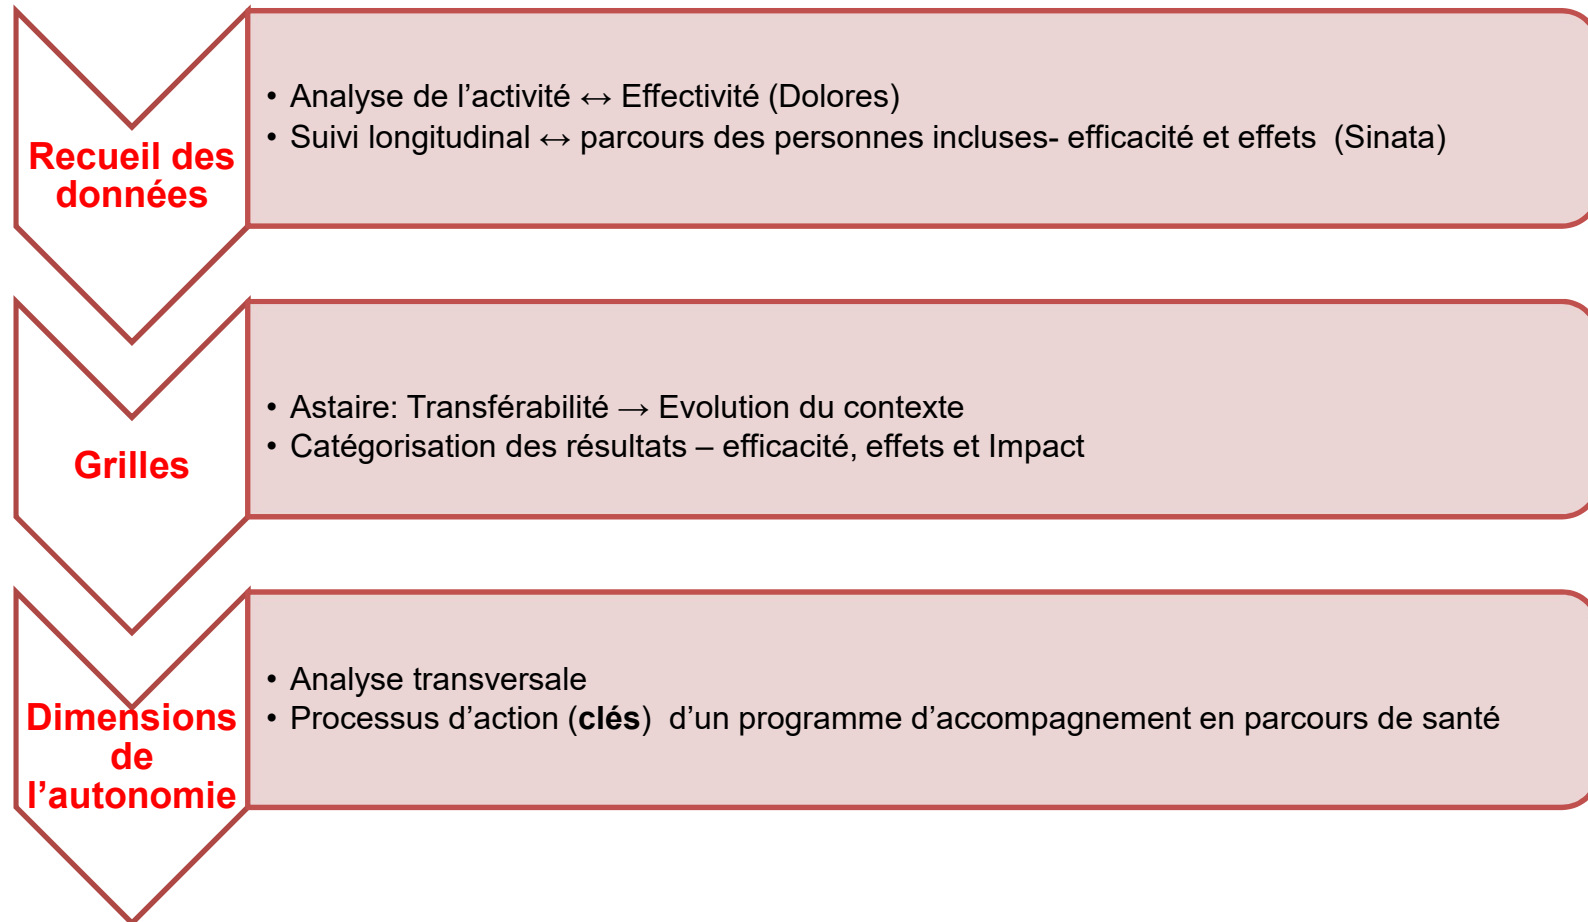 Recueil des
données
• Analyse de l’activité ↔ Effectivité (Dolores)
• Suivi longitudinal ↔ parcours des personnes incluses- efficacité et effets (Sinata)
Grilles
• Astaire: Transférabilité → Evolution du contexte
• Catégorisation des résultats – efficacité, effets et Impact
Dimensions
de
l’autonomie
• Analyse transversale
• Processus d’action (clés) d’un programme d’accompagnement en parcours de santé